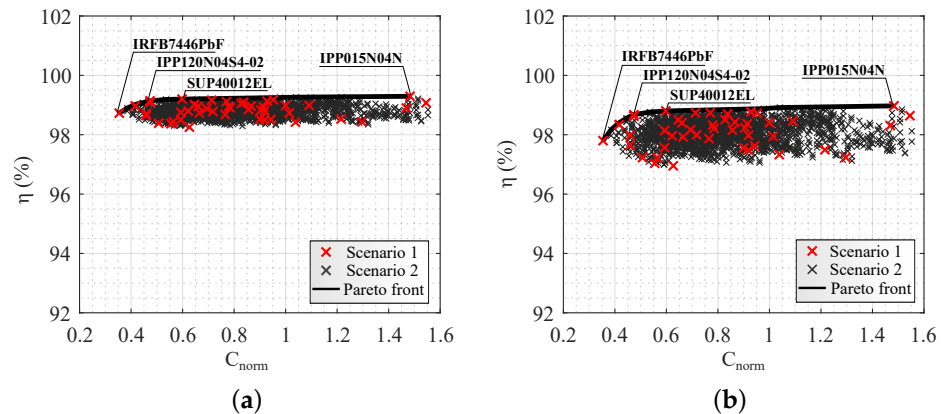 102
100
98
96
94
92
η (%)
IRFB7446PbF
IPP120N04S4-02
SUP40012EL
IPP015N04N
Scenario 1
Scenario 2
Pareto front
0.2 0.4 0.6 0.8 1 1.2 1.4 1.6
C_norm
(a)
102
100
98
96
94
92
η (%)
IRFB7446PbF
IPP120N04S4-02
SUP40012EL
IPP015N04N
Scenario 1
Scenario 2
Pareto front
0.2 0.4 0.6 0.8 1 1.2 1.4 1.6
C_norm
(b)